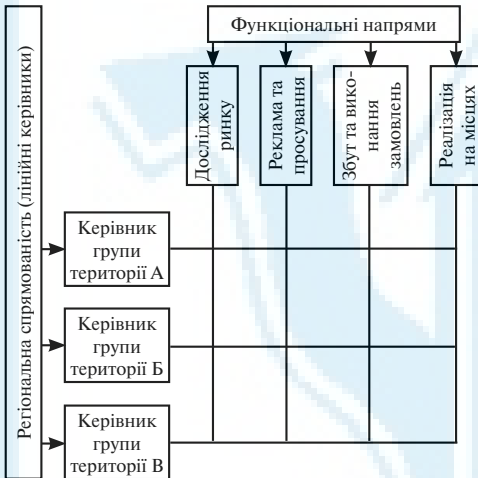 Функціональні напрями
Дослідження
ринку
Реклама та
просування
Збут та вико-
нання
замовлень
Реалізація
на місцях
Регіональна спрямованість (лінійні керівники)
Керівник
групи
території А
Керівник
групи
території Б
Керівник
групи
території В